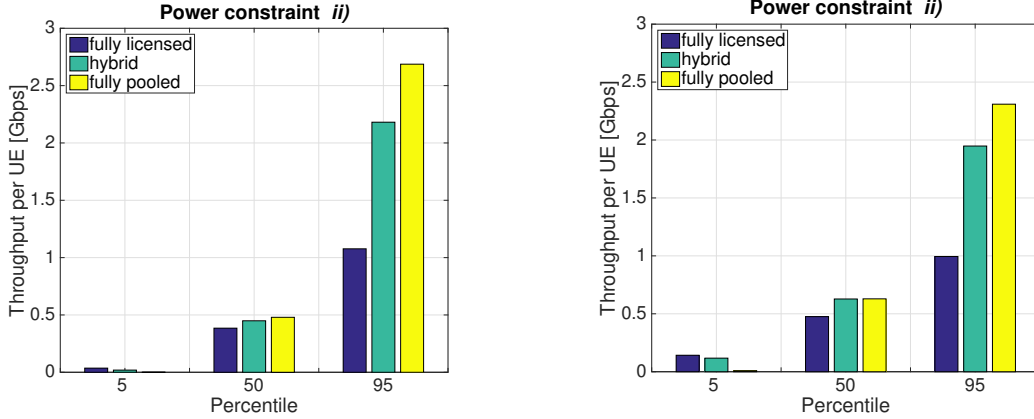 Power constraint ii)
3
2.5
2
1.5
1
0.5
0
Throughput per UE [Gbps]
fully licensed
hybrid
fully pooled
5 50 95
Percentile
Power constraint ii)
3
2.5
2
1.5
1
0.5
0
Throughput per UE [Gbps]
fully licensed
hybrid
fully pooled
5 50 95
Percentile